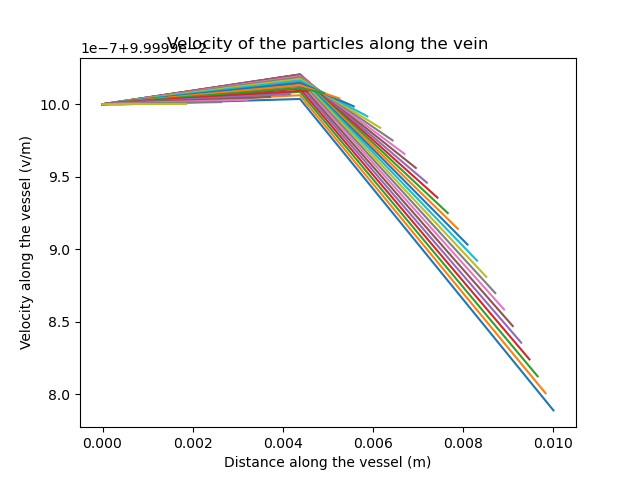 Velocity of the particles along the vein
1e−7+9.9999e−2
10.0
9.5
9.0
8.5
8.0
Velocity along the vessel (v/m)
0.000 0.002 0.004 0.006 0.008 0.010
Distance along the vessel (m)